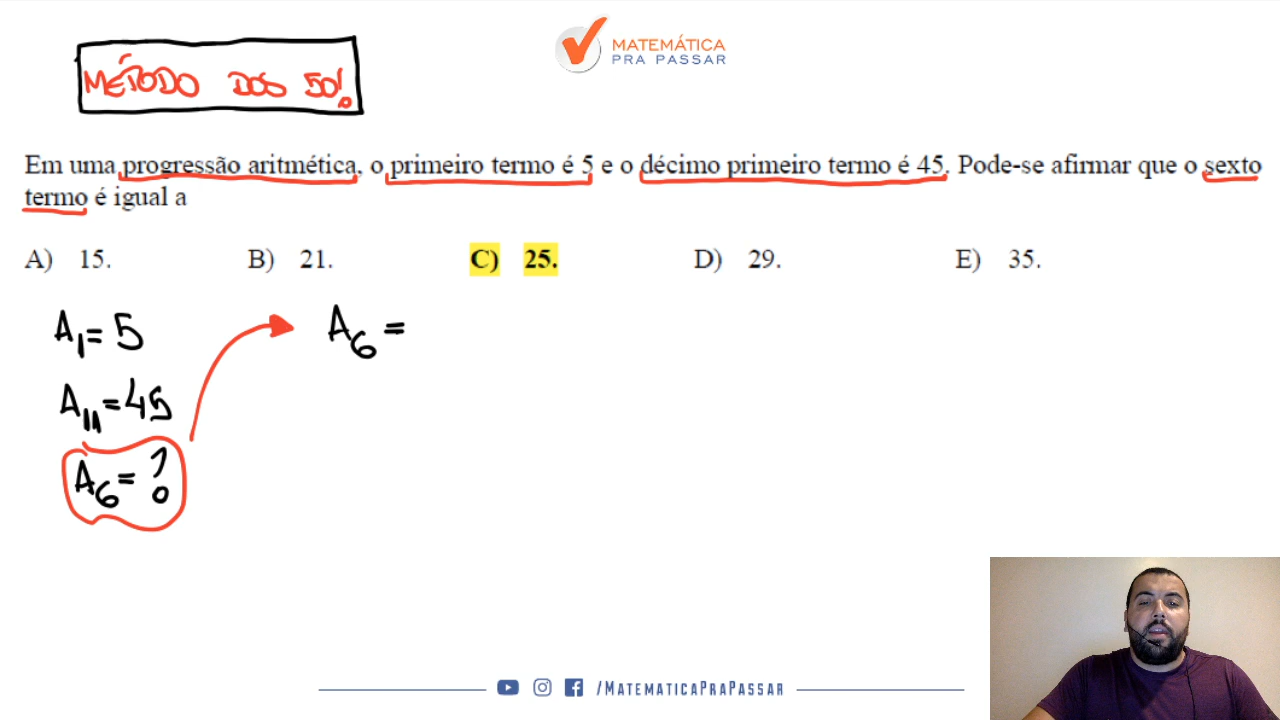 MÉTODO DOS 50!
MATEMÁTICA
PRA PASSAR
Em uma progressão aritmética, o primeiro termo é 5 e o décimo primeiro termo é 45. Pode-se afirmar que o sexto
termo é igual a
A) 15. B) 21. C) 25. D) 29. E) 35.
A1 = 5
A6 =
A11 = 45
A6 = ?
/MATEMATICAPRAPASSAR